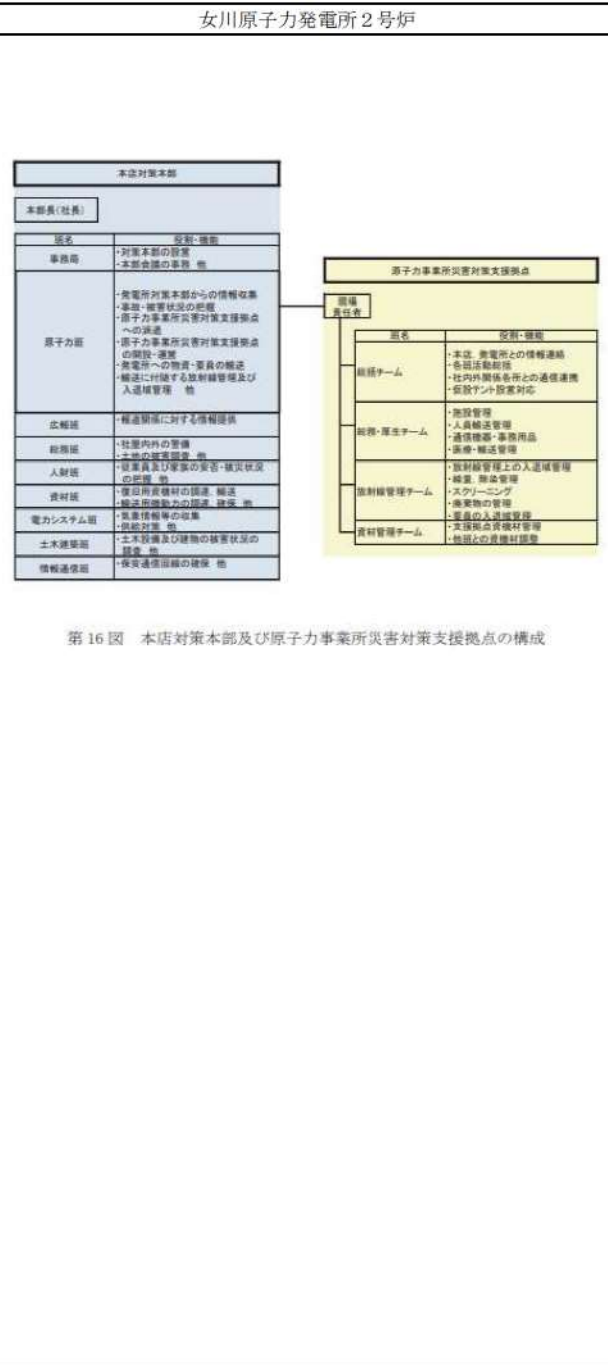 女川原子力発電所２号炉
本店対策本部
本部長(社長)
班名 役割・機能
事務局
・対策本部の設営
・本部会議の事務 他
原子力班
・発電所対策本部からの情報収集
・事故・被害状況の把握
・原子力事業所災害対策支援拠点
への派遣
・原子力事業所災害対策支援拠点
の開設・運営
・発電所への物資・要員の輸送
・輸送に付随する放射線管理及び
入退域管理 他
広報班
・報道関係に対する情報提供
総務班
・社屋内外の警備
・土地の被害調査 他
人財班
・従業員及び家族の安否・被災状況
の把握 他
資材班
・復旧用資機材の調達、輸送
・輸送用機動力の調達、確保 他
電力システム班
・気象情報等の収集
・供給対策 他
土木建築班
・土木設備及び建物の被害状況の
調査 他
情報通信班
・保安通信回線の確保 他
原子力事業所災害対策支援拠点
現場
責任者
班名 役割・機能
総括チーム
・本店、発電所との情報連絡
・各班活動総括
・社内外関係各所との通信連携
・仮設テント設営対応
総務・厚生チーム
・施設管理
・人員輸送管理
・通信機器・事務用品
・医療・輸送管理
放射線管理チーム
・放射線管理上の入退域管理
・線量、除染管理
・スクリーニング
・廃棄物の管理
・要員の入退域管理
資材管理チーム
・支援拠点資機材管理
・他班との資機材調整
第 16 図　本店対策本部及び原子力事業所災害対策支援拠点の構成